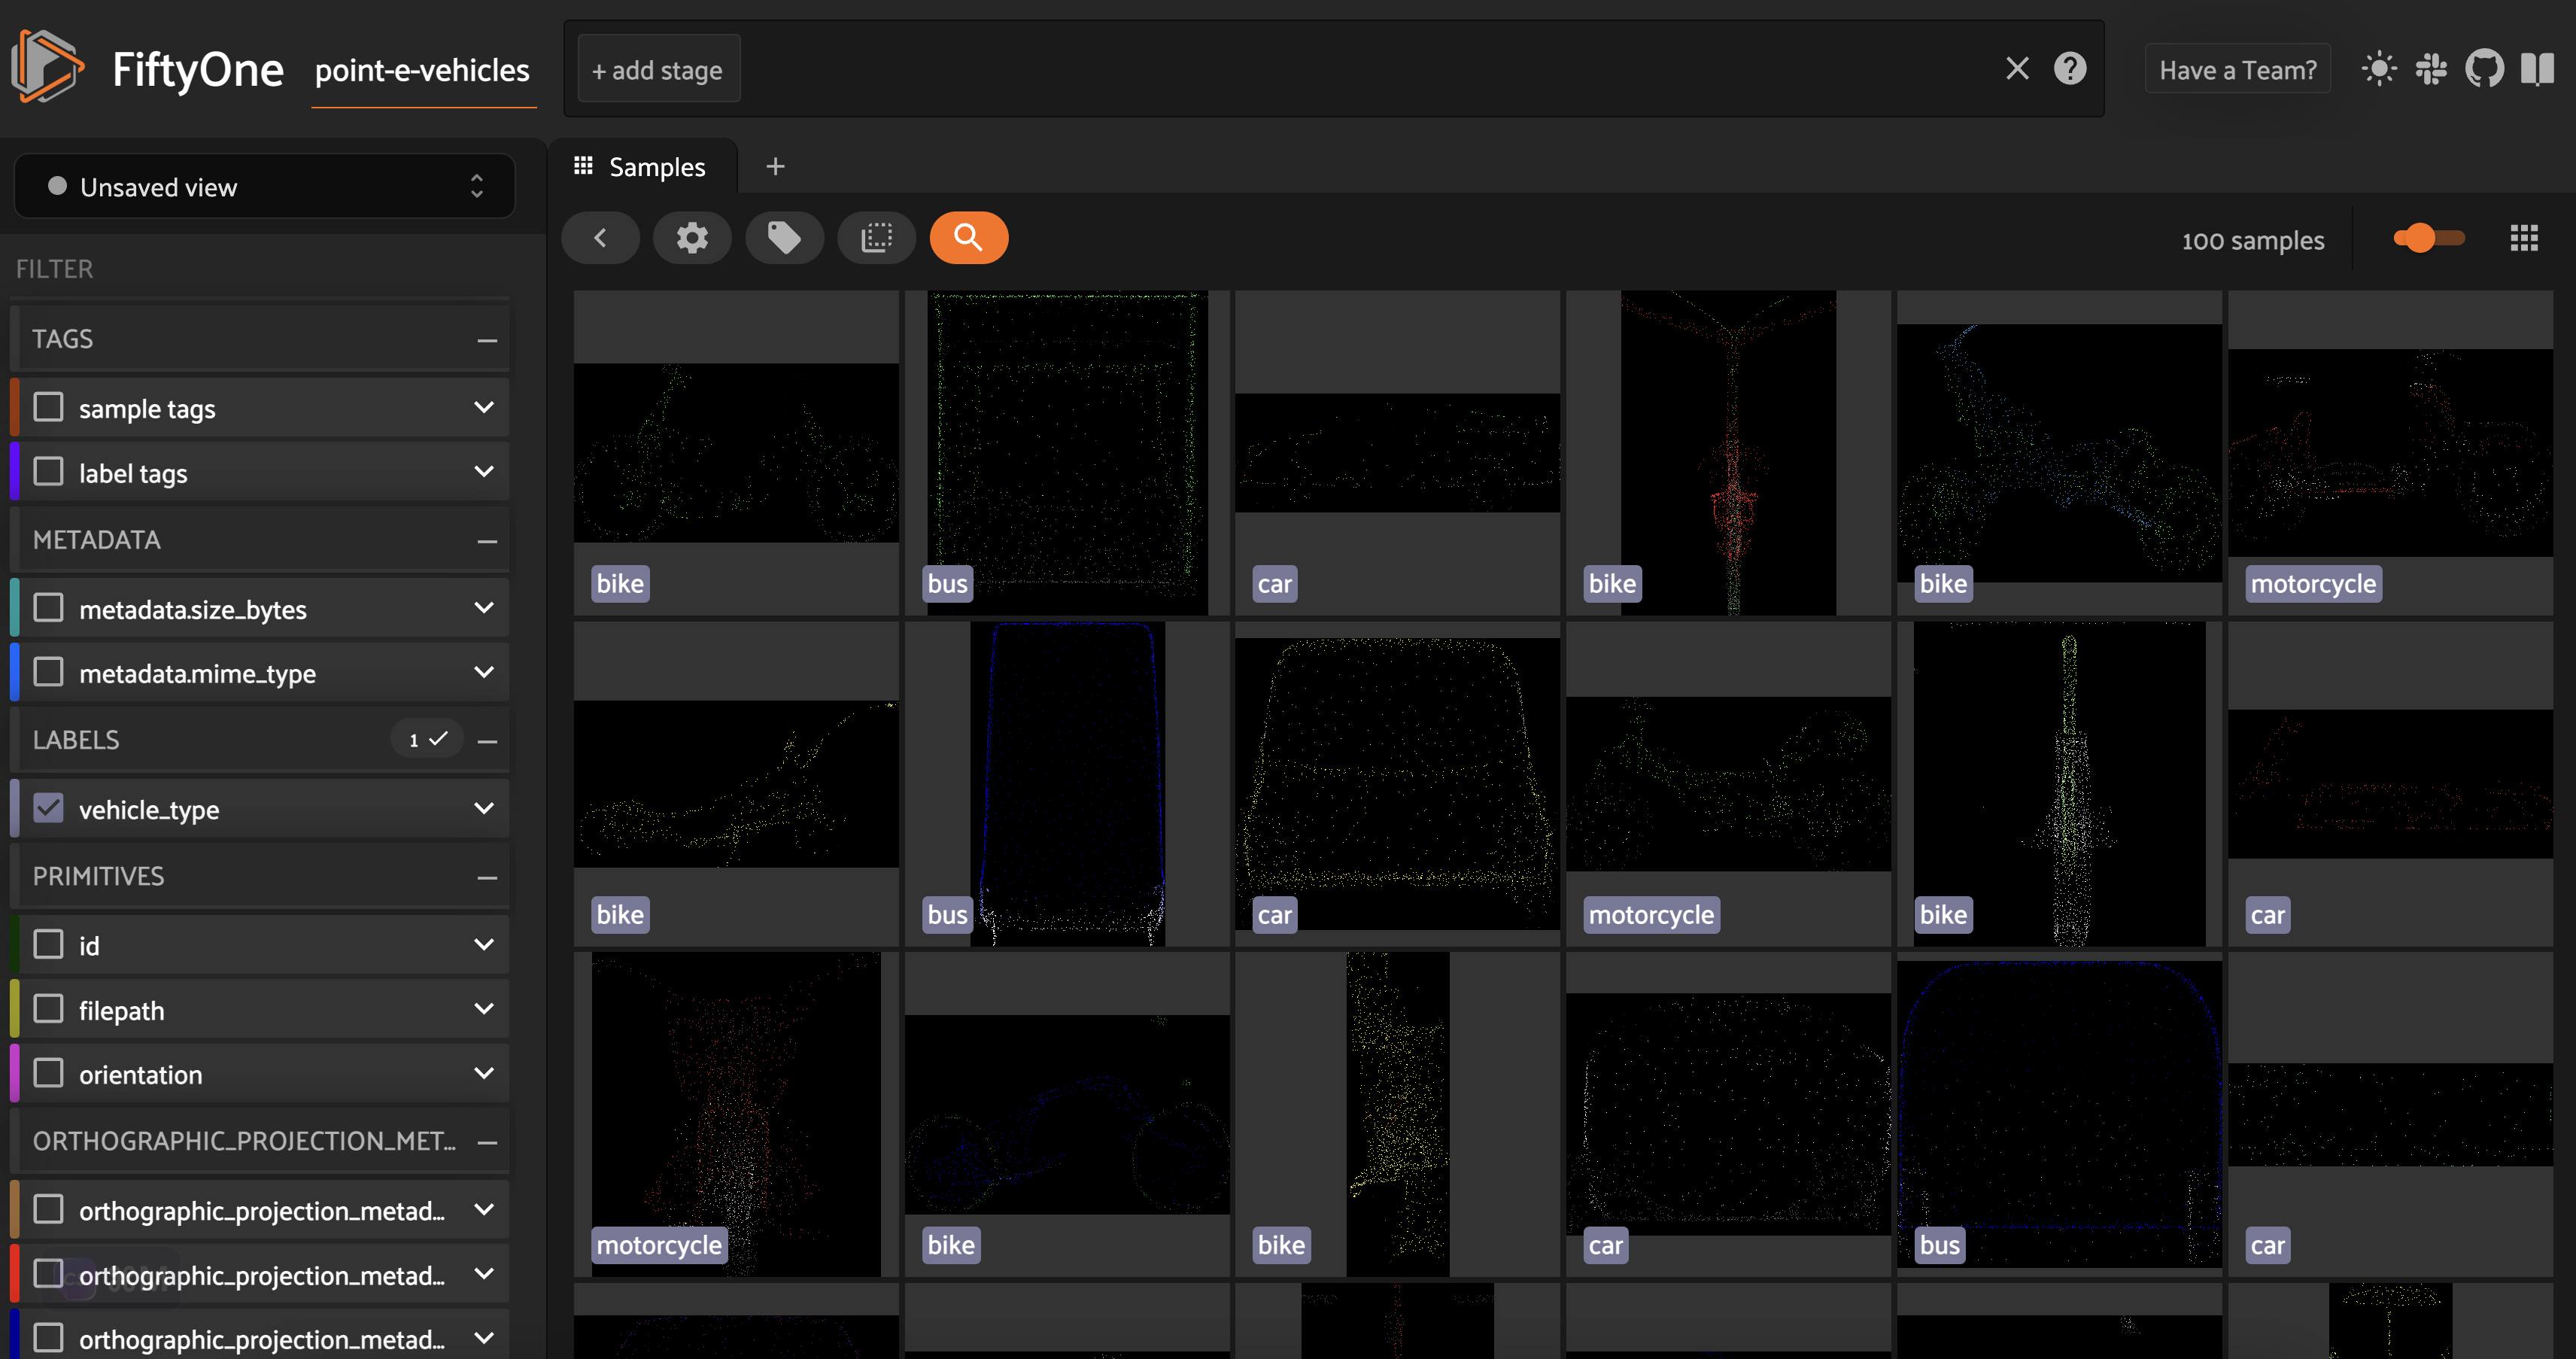 FiftyOne
point-e-vehicles
+ add stage
Have a Team?
Unsaved view
Samples
+
100 samples
FILTER
TAGS
sample tags
label tags
METADATA
metadata.size_bytes
metadata.mime_type
LABELS
1
vehicle_type
PRIMITIVES
id
filepath
orientation
ORTHOGRAPHIC_PROJECTION_MET...
orthographic_projection_metad...
orthographic_projection_metad...
orthographic_projection_metad...
bike
bus
car
bike
bike
motorcycle
bike
bus
car
motorcycle
bike
car
motorcycle
bike
bike
car
bus
car